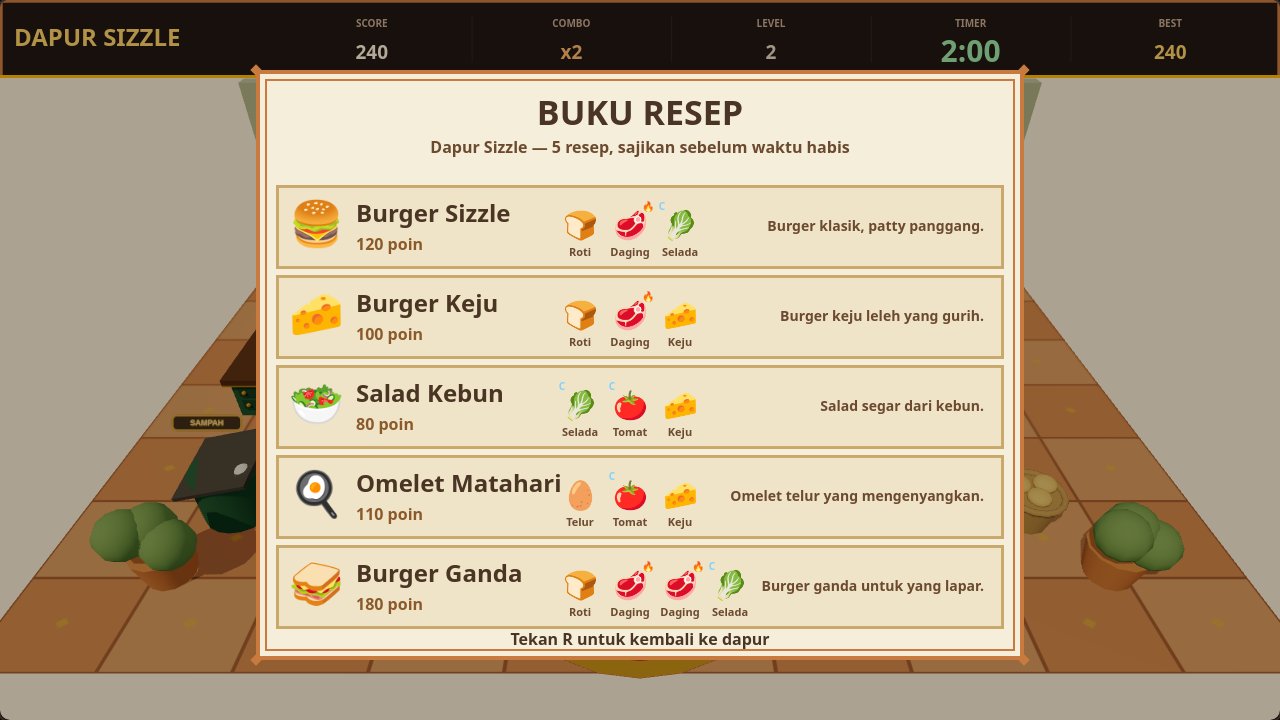 DAPUR SIZZLE
SCORE
240
COMBO
x2
LEVEL
2
TIMER
2:00
BEST
240
BUKU RESEP
Dapur Sizzle — 5 resep, sajikan sebelum waktu habis
Burger Sizzle
120 poin
C
Roti Daging Selada
Burger klasik, patty panggang.
Burger Keju
100 poin
Roti Daging Keju
Burger keju leleh yang gurih.
Salad Kebun
80 poin
C C
Selada Tomat Keju
Salad segar dari kebun.
SAMPAH
Omelet Matahari
110 poin
C
Telur Tomat Keju
Omelet telur yang mengenyangkan.
Burger Ganda
180 poin
C
Roti Daging Daging Selada
Burger ganda untuk yang lapar.
Tekan R untuk kembali ke dapur